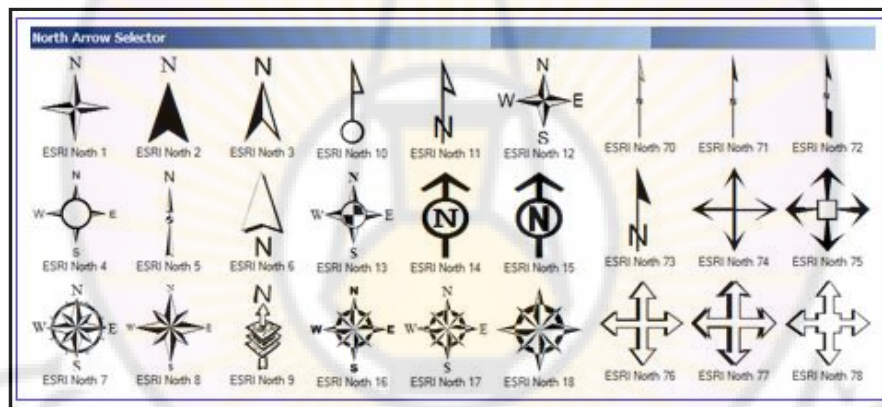 North Arrow Selector
N N N N
W E
N N S N N N
ESRI North 1 ESRI North 2 ESRI North 3 ESRI North 10 ESRI North 11 ESRI North 12 ESRI North 70 ESRI North 71 ESRI North 72
N N N
W E W E N N
S N S N
ESRI North 4 ESRI North 5 ESRI North 6 ESRI North 13 ESRI North 14 ESRI North 15 ESRI North 73 ESRI North 74 ESRI North 75
N N N N N
W E W E W E W E
S S S S
ESRI North 7 ESRI North 8 ESRI North 9 ESRI North 16 ESRI North 17 ESRI North 18 ESRI North 76 ESRI North 77 ESRI North 78